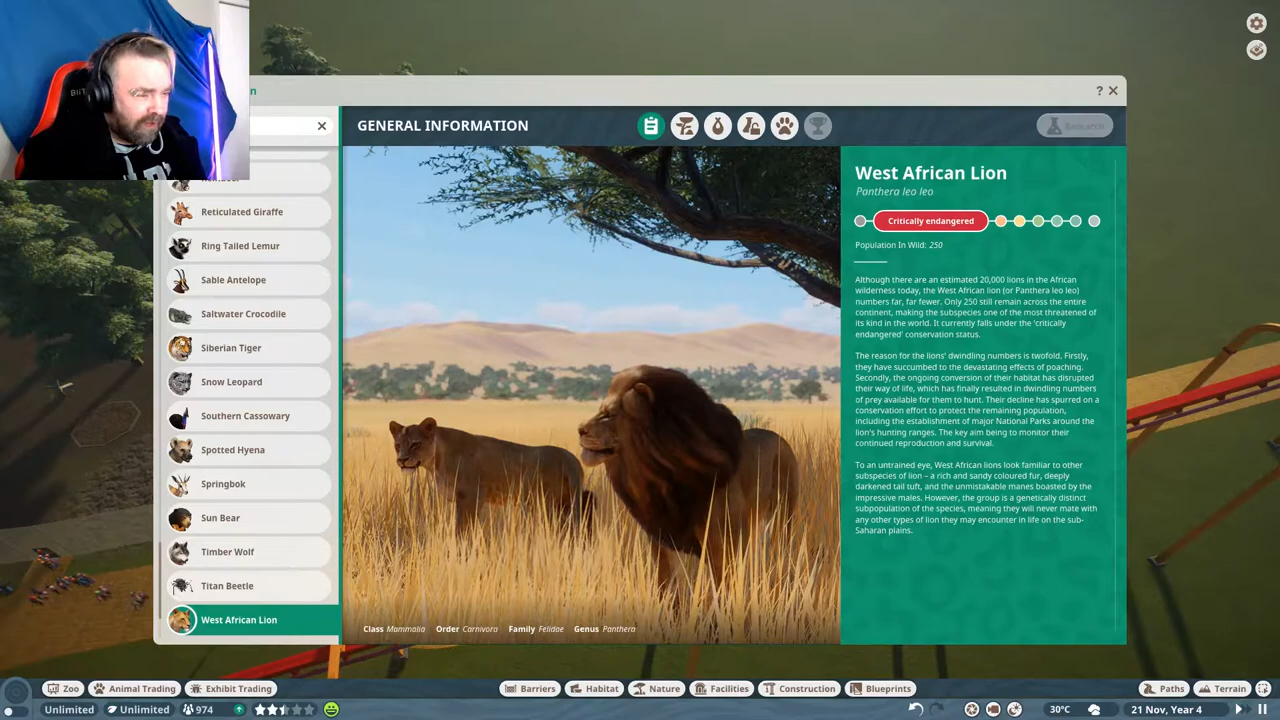 GENERAL INFORMATION
Research
Reticulated Giraffe
Ring Tailed Lemur
Sable Antelope
Saltwater Crocodile
Siberian Tiger
Snow Leopard
Southern Cassowary
Spotted Hyena
Springbok
Sun Bear
Timber Wolf
Titan Beetle
West African Lion
Class Mammalia Order Carnivora Family Felidae Genus Panthera
West African Lion
Panthera leo leo
Critically endangered
Population In Wild: 250
Although there are an estimated 20,000 lions in the African
wilderness today, the West African lion (or Panthera leo leo)
numbers far, far fewer. Only 250 still remain across the entire
continent, making the subspecies one of the most threatened of
its kind in the world. It currently falls under the 'critically
endangered' conservation status.
The reason for the lions' dwindling numbers is twofold. Firstly,
they have succumbed to the devastating effects of poaching.
Secondly, the ongoing conversion of their habitat has disrupted
their way of life, which has finally resulted in dwindling numbers
of prey available for them to hunt. Their decline has spurred on a
conservation effort to protect the remaining population,
including the establishment of major National Parks around the
lion's hunting ranges. The key aim being to monitor their
continued reproduction and survival.
To an untrained eye, West African lions look familiar to other
subspecies of lion – a rich and sandy coloured fur, deeply
darkened tail tuft, and the unmistakable manes boasted by the
impressive males. However, the group is a genetically distinct
subpopulation of the species, meaning they will never mate with
any other types of lion they may encounter in life on the sub-
Saharan plains.
Zoo Animal Trading Exhibit Trading Barriers Habitat Nature Facilities Construction Blueprints Paths Terrain
Unlimited Unlimited 974 30°C 21 Nov, Year 4